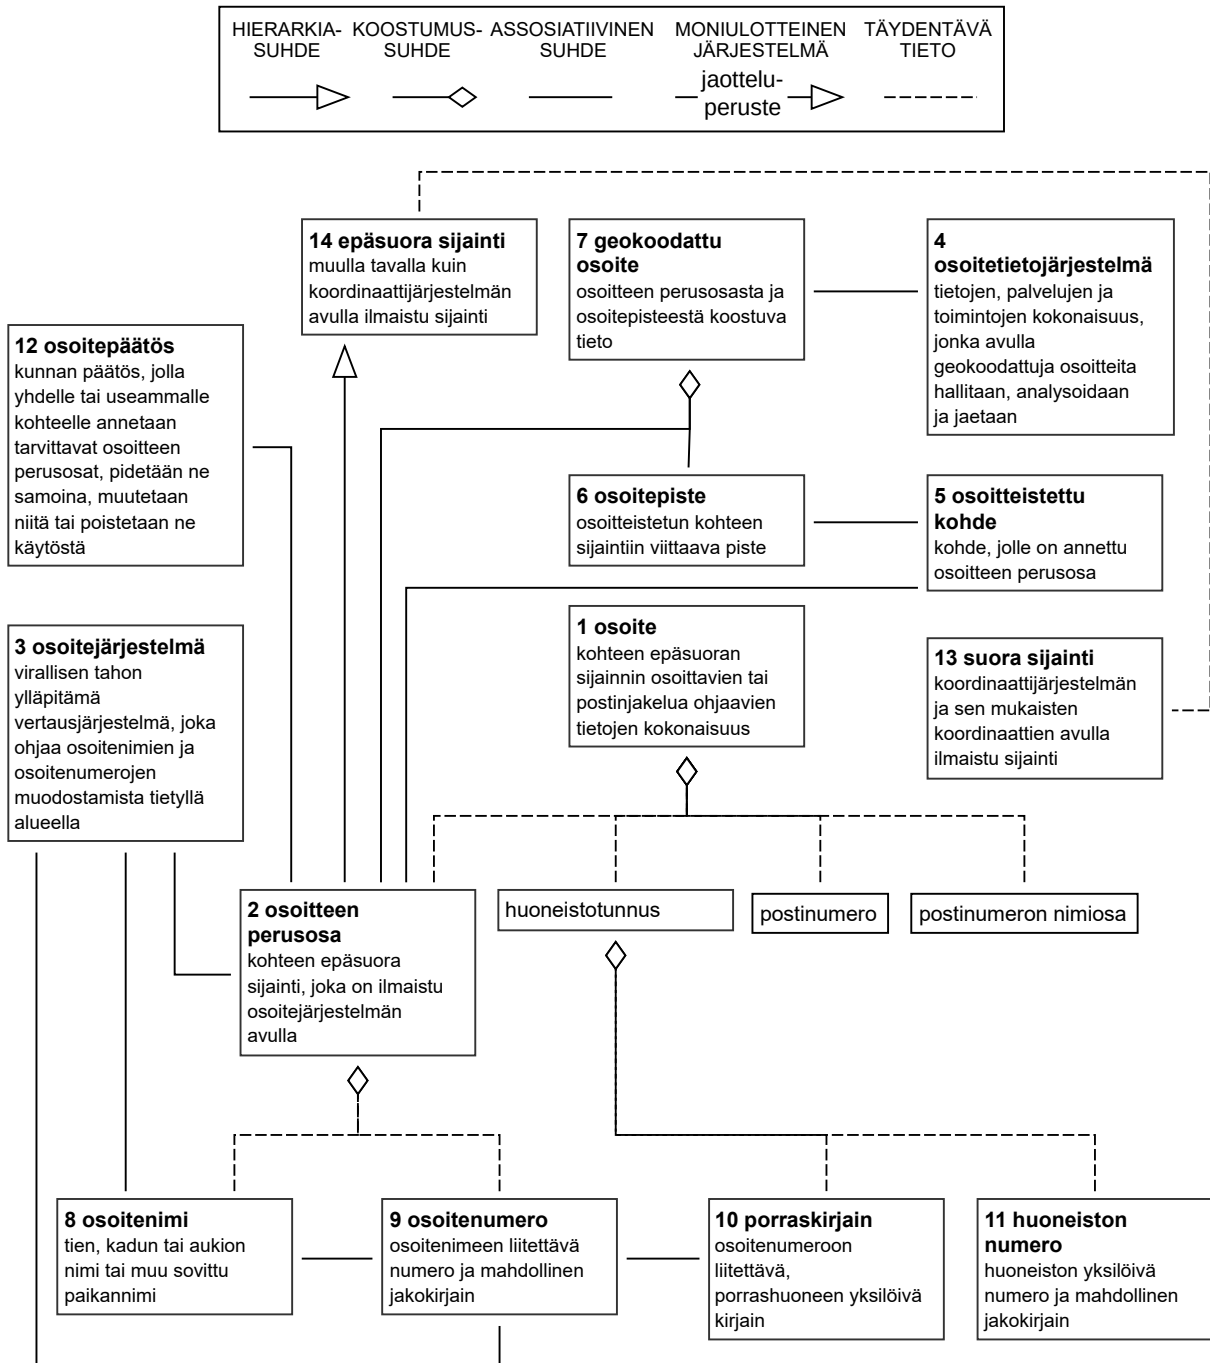 HIERARKIA-
SUHDE
KOOSTUMUS-
SUHDE
ASSOSIATIIVINEN
SUHDE
MONIULOTTEINEN
JÄRJESTELMÄ
TÄYDENTÄVÄ
TIETO
jaottelu-
peruste
14 epäsuora sijainti
muulla tavalla kuin
koordinaattijärjestelmän
avulla ilmaistu sijainti
7 geokoodattu
osoite
osoitteen perusosasta ja
osoitepisteestä koostuva
tieto
4
osoitetietojärjestelmä
tietojen, palvelujen ja
toimintojen kokonaisuus,
jonka avulla
geokoodattuja osoitteita
hallitaan, analysoidaan
ja jaetaan
12 osoitepäätös
kunnan päätös, jolla
yhdelle tai useammalle
kohteelle annetaan
tarvittavat osoitteen
perusosat, pidetään ne
samoina, muutetaan
niitä tai poistetaan ne
käytöstä
6 osoitepiste
osoitteistetun kohteen
sijaintiin viittaava piste
5 osoitteistettu
kohde
kohde, jolle on annettu
osoitteen perusosa
3 osoitejärjestelmä
virallisen tahon
ylläpitämä
vertausjärjestelmä, joka
ohjaa osoitenimien ja
osoitenumerojen
muodostamista tietyllä
alueella
1 osoite
kohteen epäsuoran
sijainnin osoittavien tai
postinjakelua ohjaavien
tietojen kokonaisuus
13 suora sijainti
koordinaattijärjestelmän
ja sen mukaisten
koordinaattien avulla
ilmaistu sijainti
2 osoitteen
perusosa
kohteen epäsuora
sijainti, joka on ilmaistu
osoitejärjestelmän
avulla
huoneistotunnus
postinumero
postinumeron nimiosa
8 osoitenimi
tien, kadun tai aukion
nimi tai muu sovittu
paikannimi
9 osoitenumero
osoitenimeen liitettävä
numero ja mahdollinen
jakokirjain
10 porraskirjain
osoitenumeroon
liitettävä,
porrashuoneen yksilöivä
kirjain
11 huoneiston
numero
huoneiston yksilöivä
numero ja mahdollinen
jakokirjain